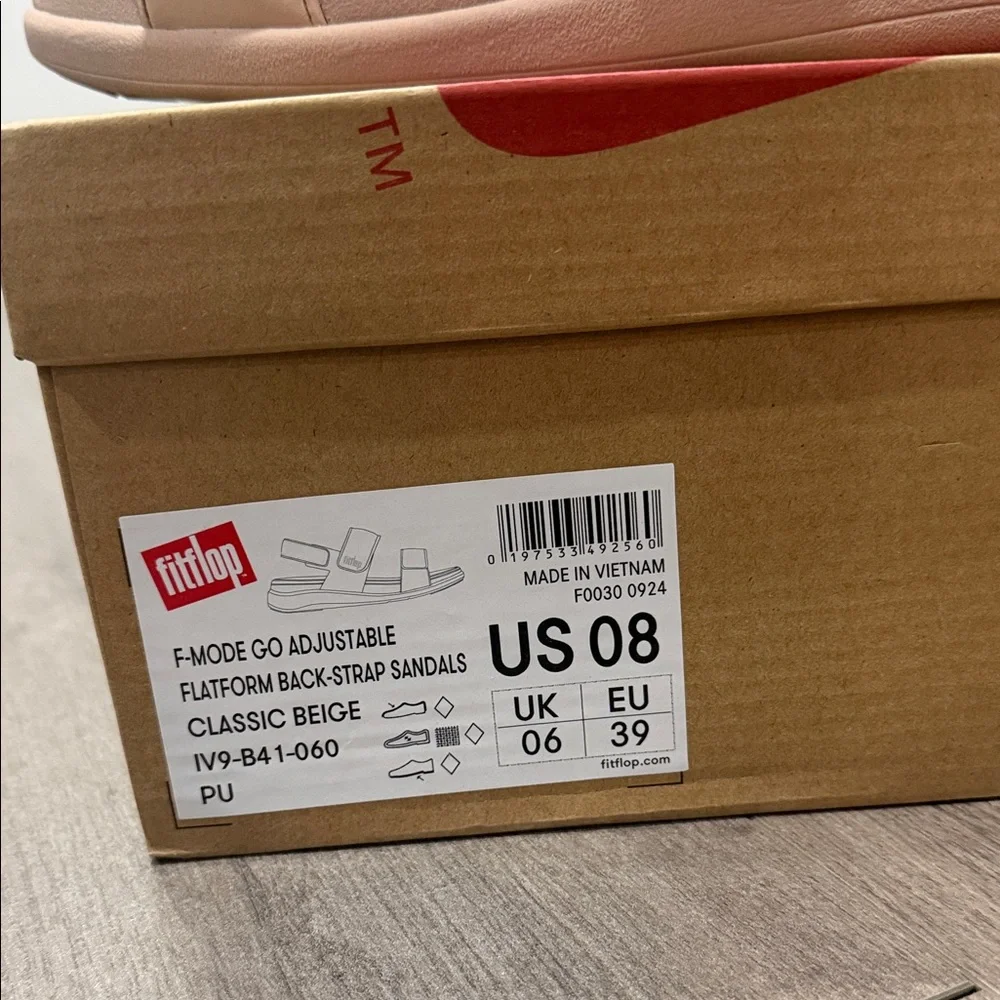 TM
fitflop
fitflop
0 197533 492560
MADE IN VIETNAM
F0030 0924
F-MODE GO ADJUSTABLE
FLATFORM BACK-STRAP SANDALS
CLASSIC BEIGE
IV9-B41-060
PU
US 08
UK EU
06 39
fitflop.com